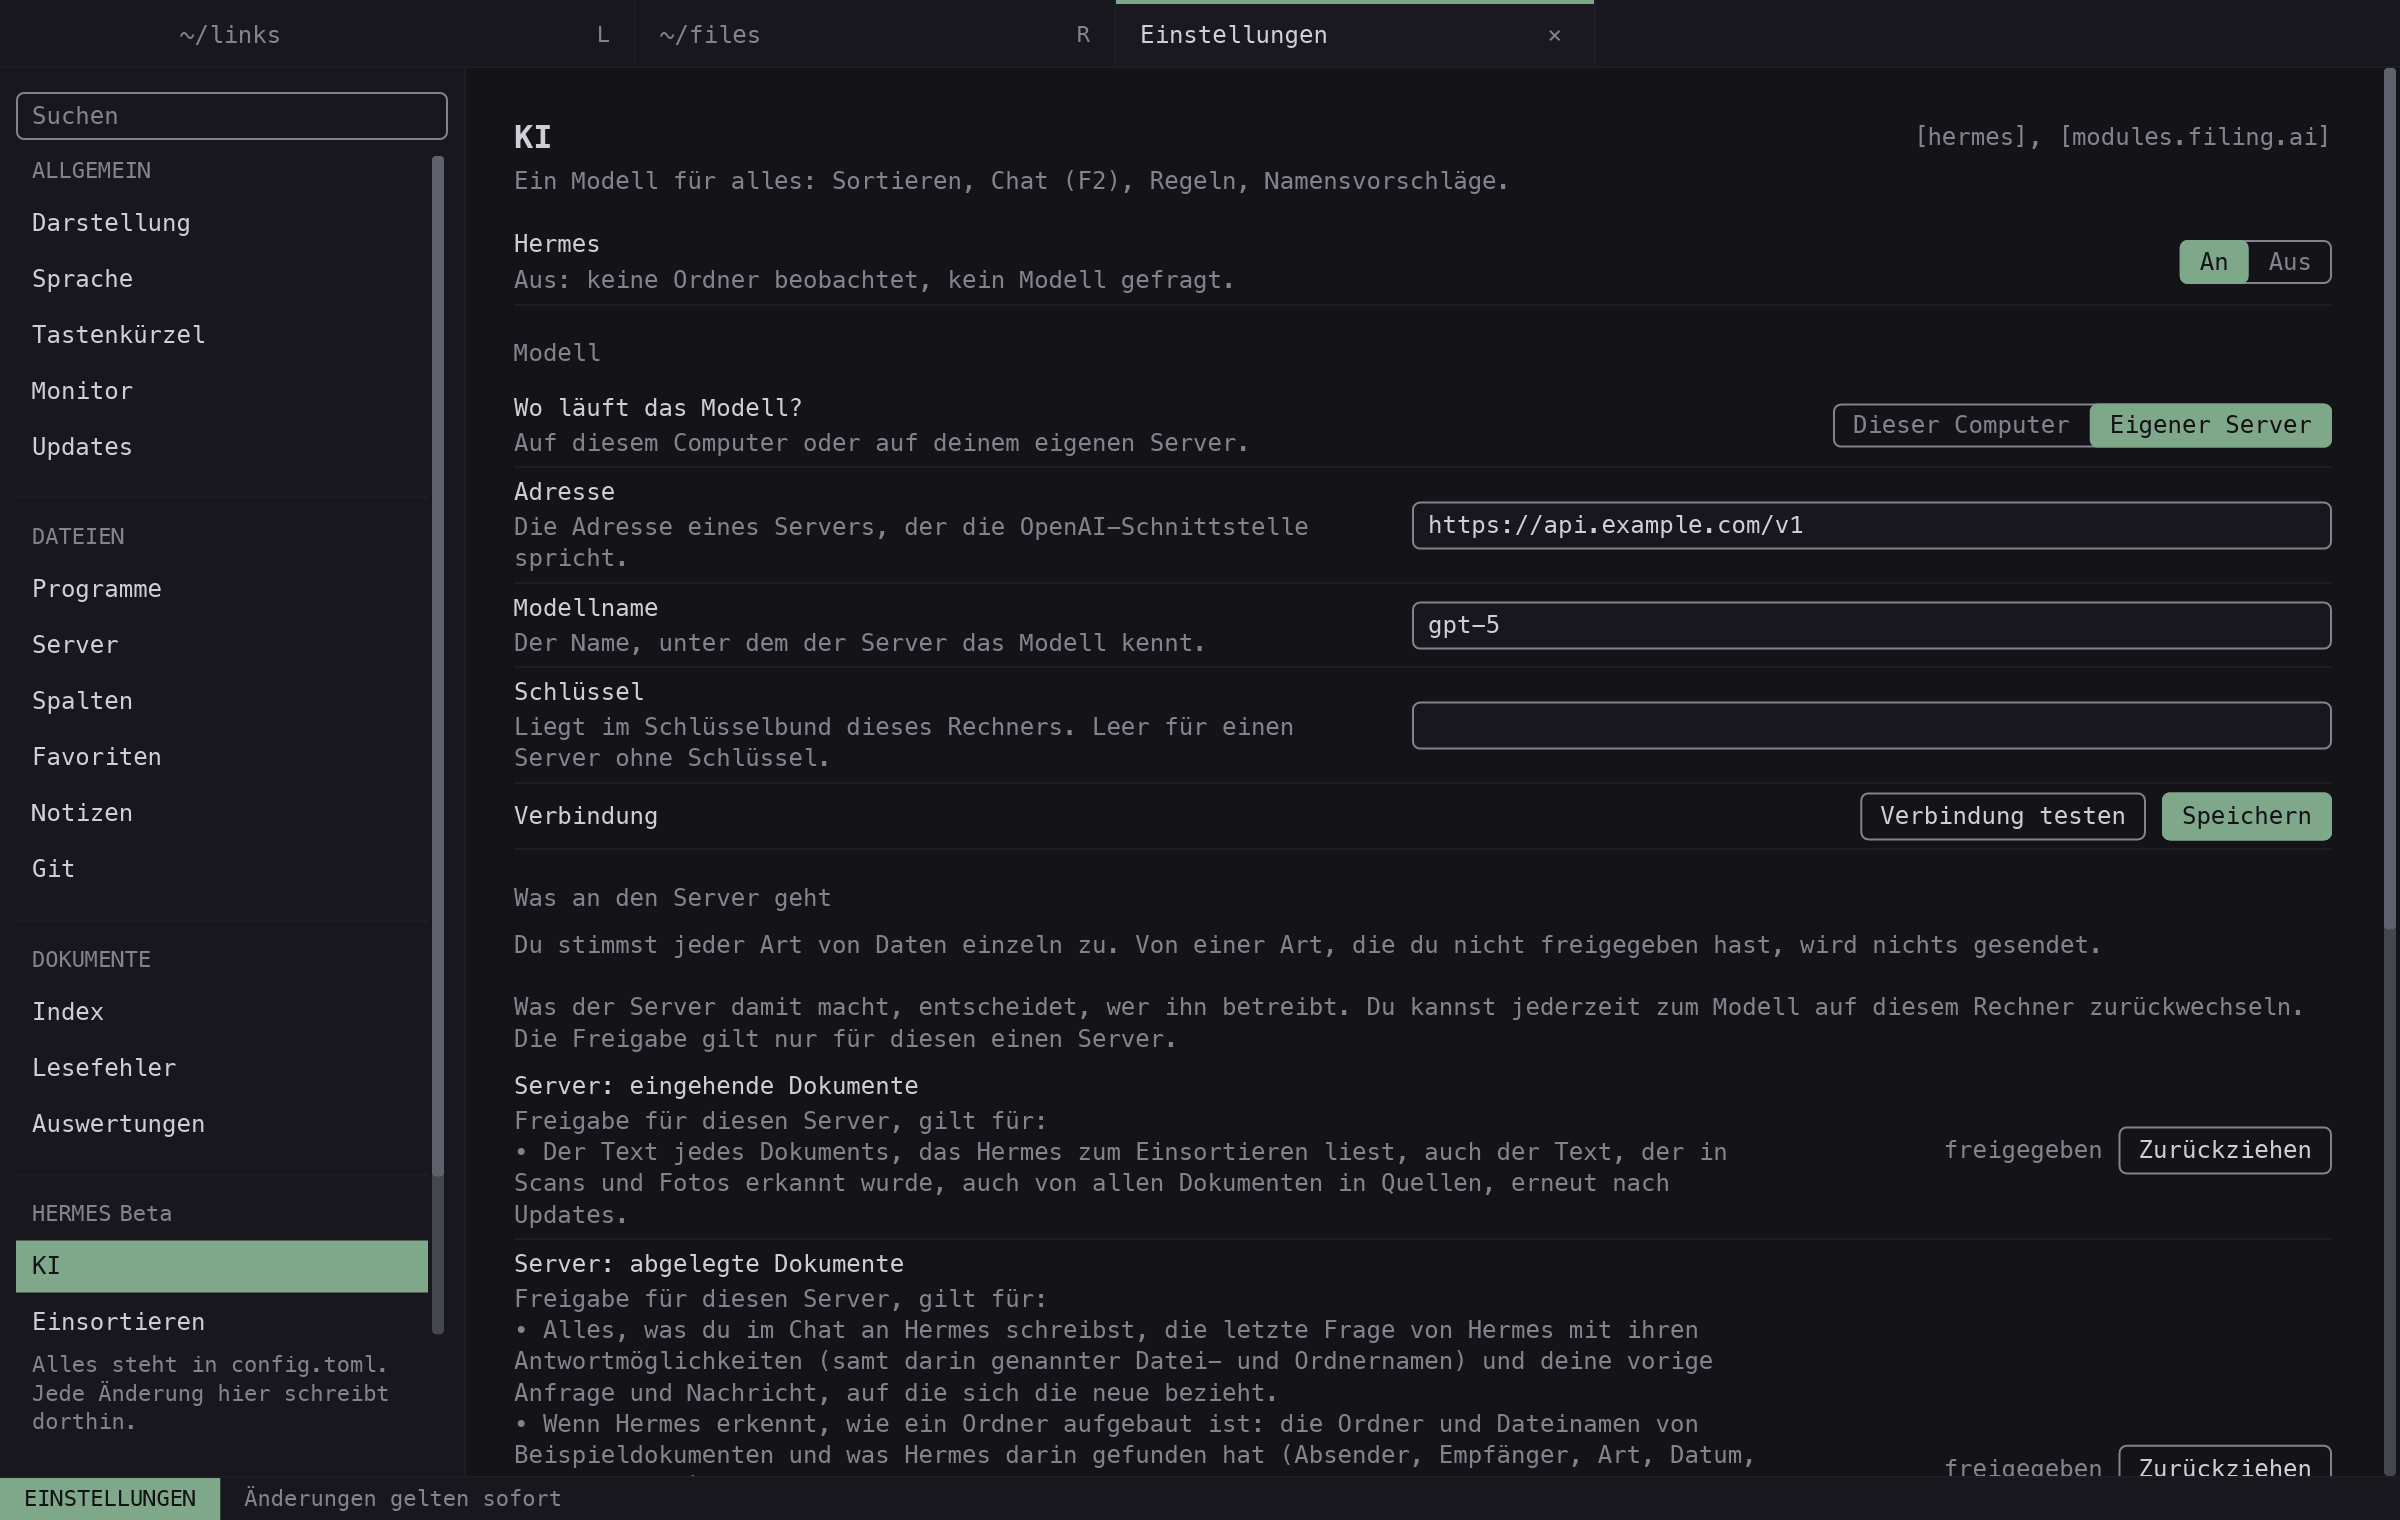 ~/links L ~/files R Einstellungen ×
Suchen
ALLGEMEIN
Darstellung
Sprache
Tastenkürzel
Monitor
Updates
DATEIEN
Programme
Server
Spalten
Favoriten
Notizen
Git
DOKUMENTE
Index
Lesefehler
Auswertungen
HERMES Beta
KI
Einsortieren
Alles steht in config.toml.
Jede Änderung hier schreibt
dorthin.
KI [hermes], [modules.filing.ai]
Ein Modell für alles: Sortieren, Chat (F2), Regeln, Namensvorschläge.
Hermes
Aus: keine Ordner beobachtet, kein Modell gefragt.
An Aus
Modell
Wo läuft das Modell?
Auf diesem Computer oder auf deinem eigenen Server.
Dieser Computer Eigener Server
Adresse
Die Adresse eines Servers, der die OpenAI-Schnittstelle
spricht.
https://api.example.com/v1
Modellname
Der Name, unter dem der Server das Modell kennt.
gpt-5
Schlüssel
Liegt im Schlüsselbund dieses Rechners. Leer für einen
Server ohne Schlüssel.
Verbindung Verbindung testen Speichern
Was an den Server geht
Du stimmst jeder Art von Daten einzeln zu. Von einer Art, die du nicht freigegeben hast, wird nichts gesendet.
Was der Server damit macht, entscheidet, wer ihn betreibt. Du kannst jederzeit zum Modell auf diesem Rechner zurückwechseln.
Die Freigabe gilt nur für diesen einen Server.
Server: eingehende Dokumente
Freigabe für diesen Server, gilt für:
• Der Text jedes Dokuments, das Hermes zum Einsortieren liest, auch der Text, der in
Scans und Fotos erkannt wurde, auch von allen Dokumenten in Quellen, erneut nach
Updates.
freigegeben Zurückziehen
Server: abgelegte Dokumente
Freigabe für diesen Server, gilt für:
• Alles, was du im Chat an Hermes schreibst, die letzte Frage von Hermes mit ihren
Antwortmöglichkeiten (samt darin genannter Datei- und Ordnernamen) und deine vorige
Anfrage und Nachricht, auf die sich die neue bezieht.
• Wenn Hermes erkennt, wie ein Ordner aufgebaut ist: die Ordner und Dateinamen von
Beispieldokumenten und was Hermes darin gefunden hat (Absender, Empfänger, Art, Datum,
freigegeben Zurückziehen
EINSTELLUNGEN Änderungen gelten sofort